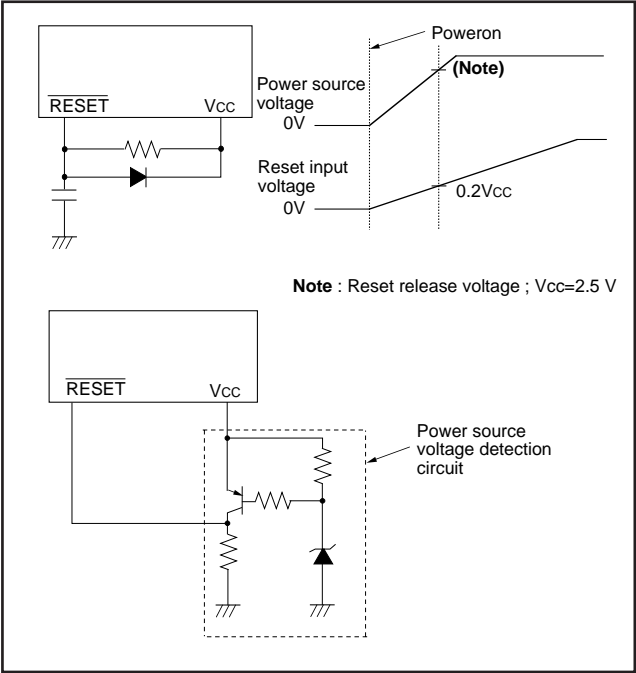 RESET
Vcc
Poweron
(Note)
Power source
voltage
0V
Reset input
voltage
0V
0.2Vcc
Note : Reset release voltage ; Vcc=2.5 V
RESET
Vcc
Power source
voltage detection
circuit